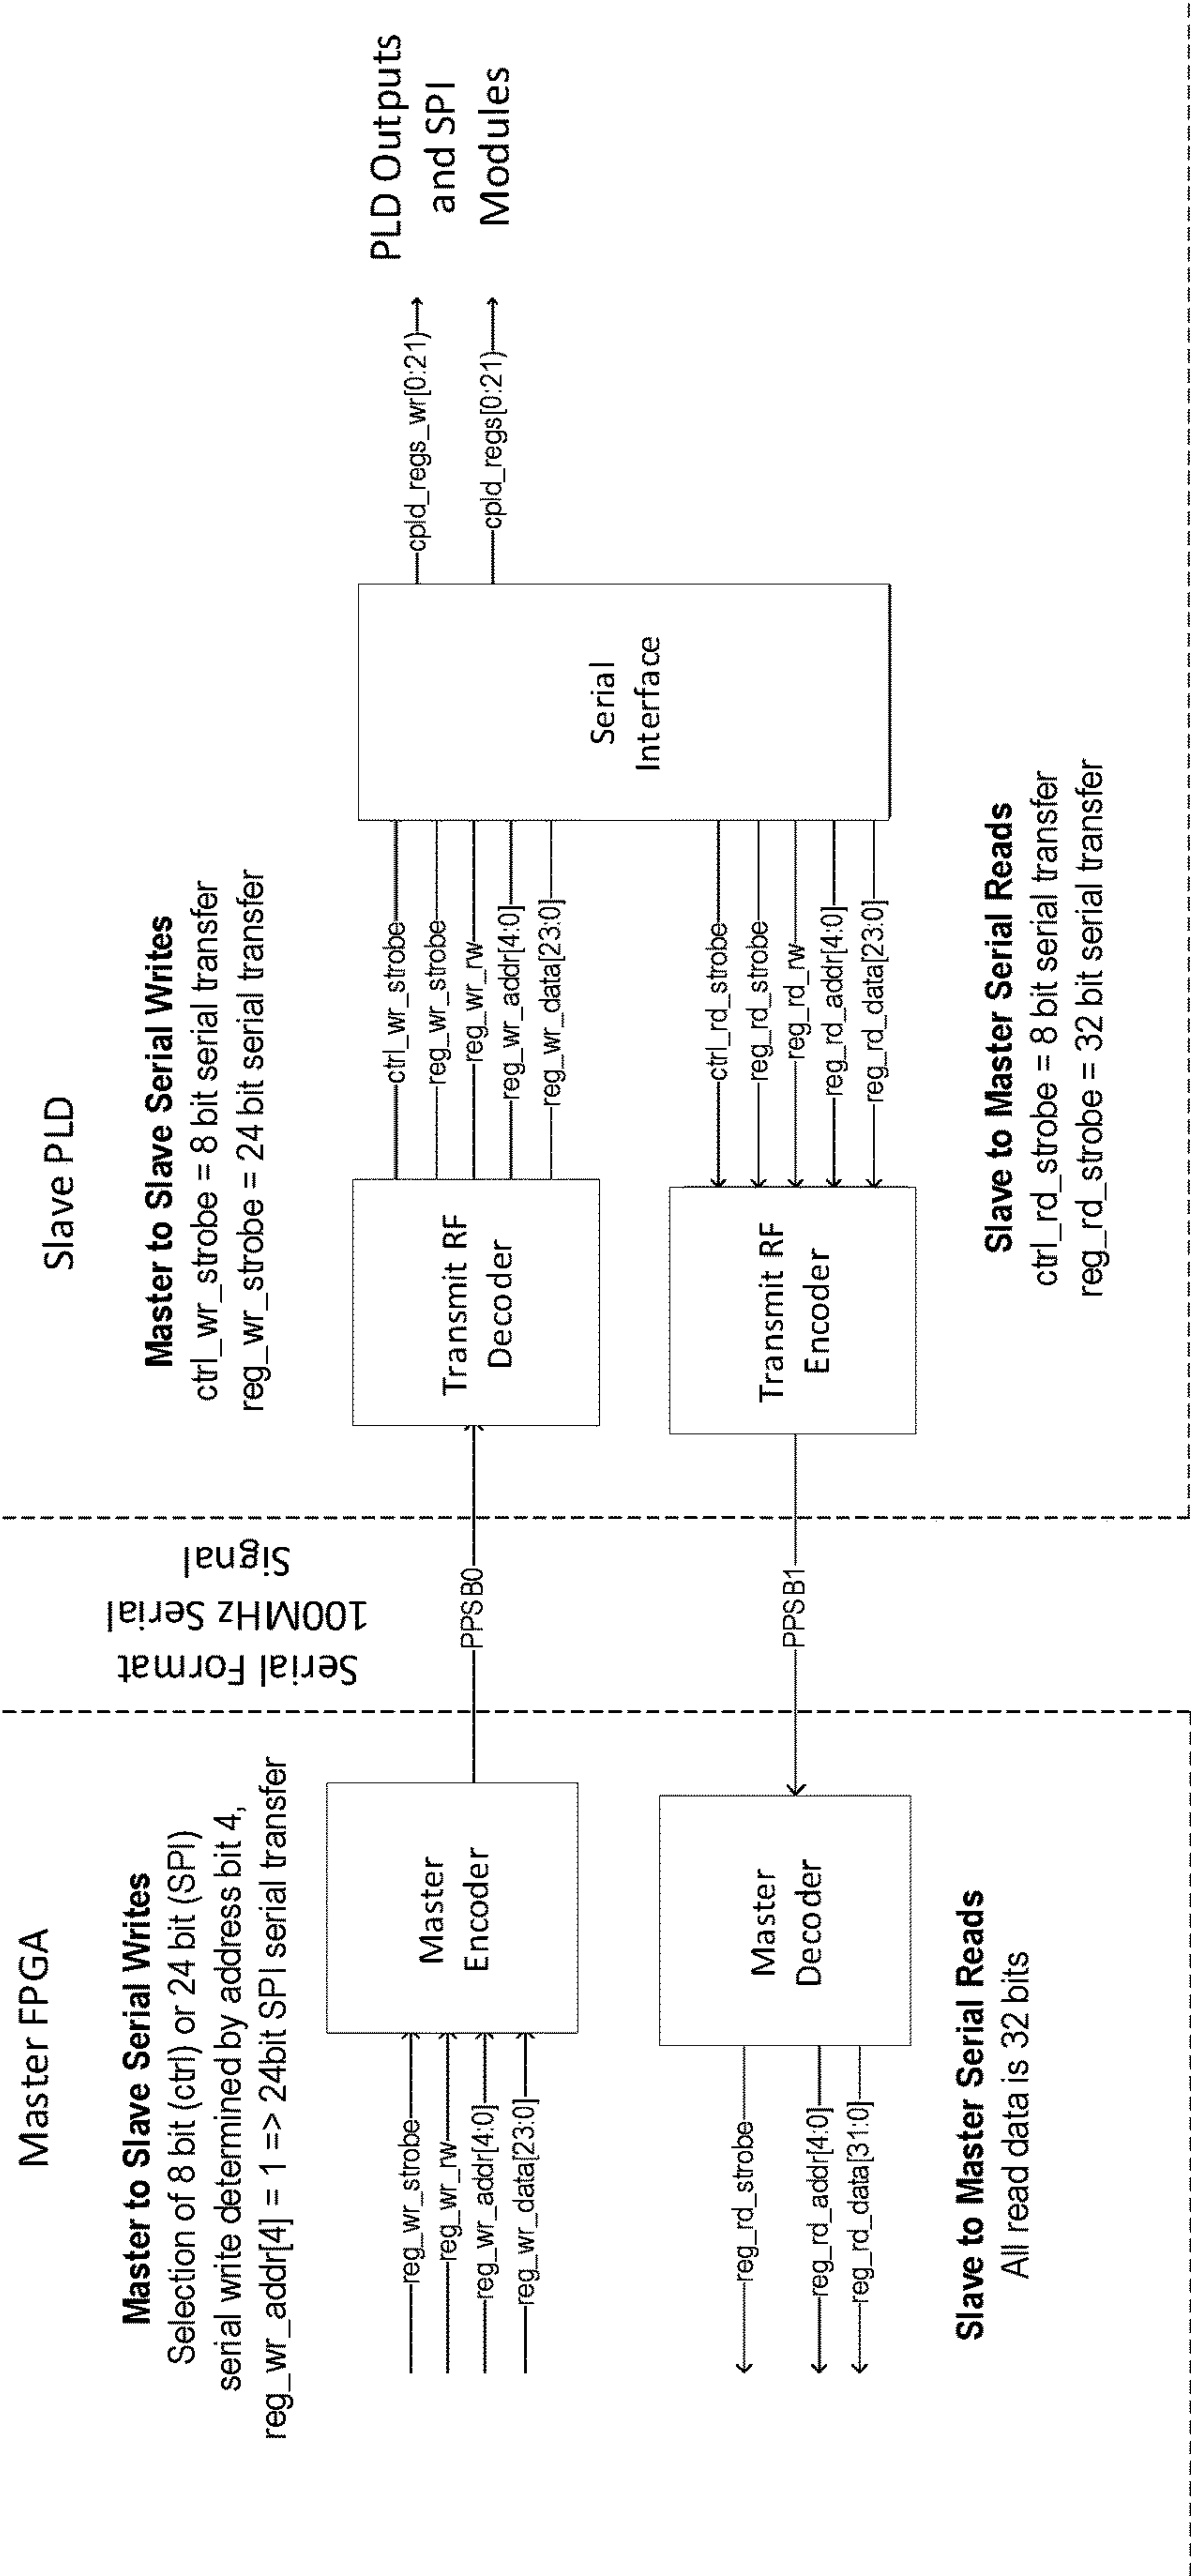 Master FPGA
Master to Slave Serial Writes
Selection of 8 bit (ctrl) or 24 bit (SPI)
serial write determined by address bit 4,
reg_wr_addr[4] = 1 => 24bit SPI serial transfer
reg_wr_strobe
reg_wr_rw
reg_wr_addr[4:0]
reg_wr_data[23:0]
Master
Encoder
reg_rd_strobe
reg_rd_addr[4:0]
reg_rd_data[31:0]
Master
Decoder
Slave to Master Serial Reads
All read data is 32 bits
Serial Format
100MHz Serial
Signal
PPSB0
PPSB1
Slave PLD
Master to Slave Serial Writes
ctrl_wr_strobe = 8 bit serial transfer
reg_wr_strobe = 24 bit serial transfer
Transmit RF
Decoder
ctrl_wr_strobe
reg_wr_strobe
reg_wr_rw
reg_wr_addr[4:0]
reg_wr_data[23:0]
Transmit RF
Encoder
ctrl_rd_strobe
reg_rd_strobe
reg_rd_rw
reg_rd_addr[4:0]
reg_rd_data[23:0]
Serial
Interface
Slave to Master Serial Reads
ctrl_rd_strobe = 8 bit serial transfer
reg_rd_strobe = 32 bit serial transfer
cpld_regs_wr[0:21)
cpld_regs[0:21)
PLD Outputs
and SPI
Modules